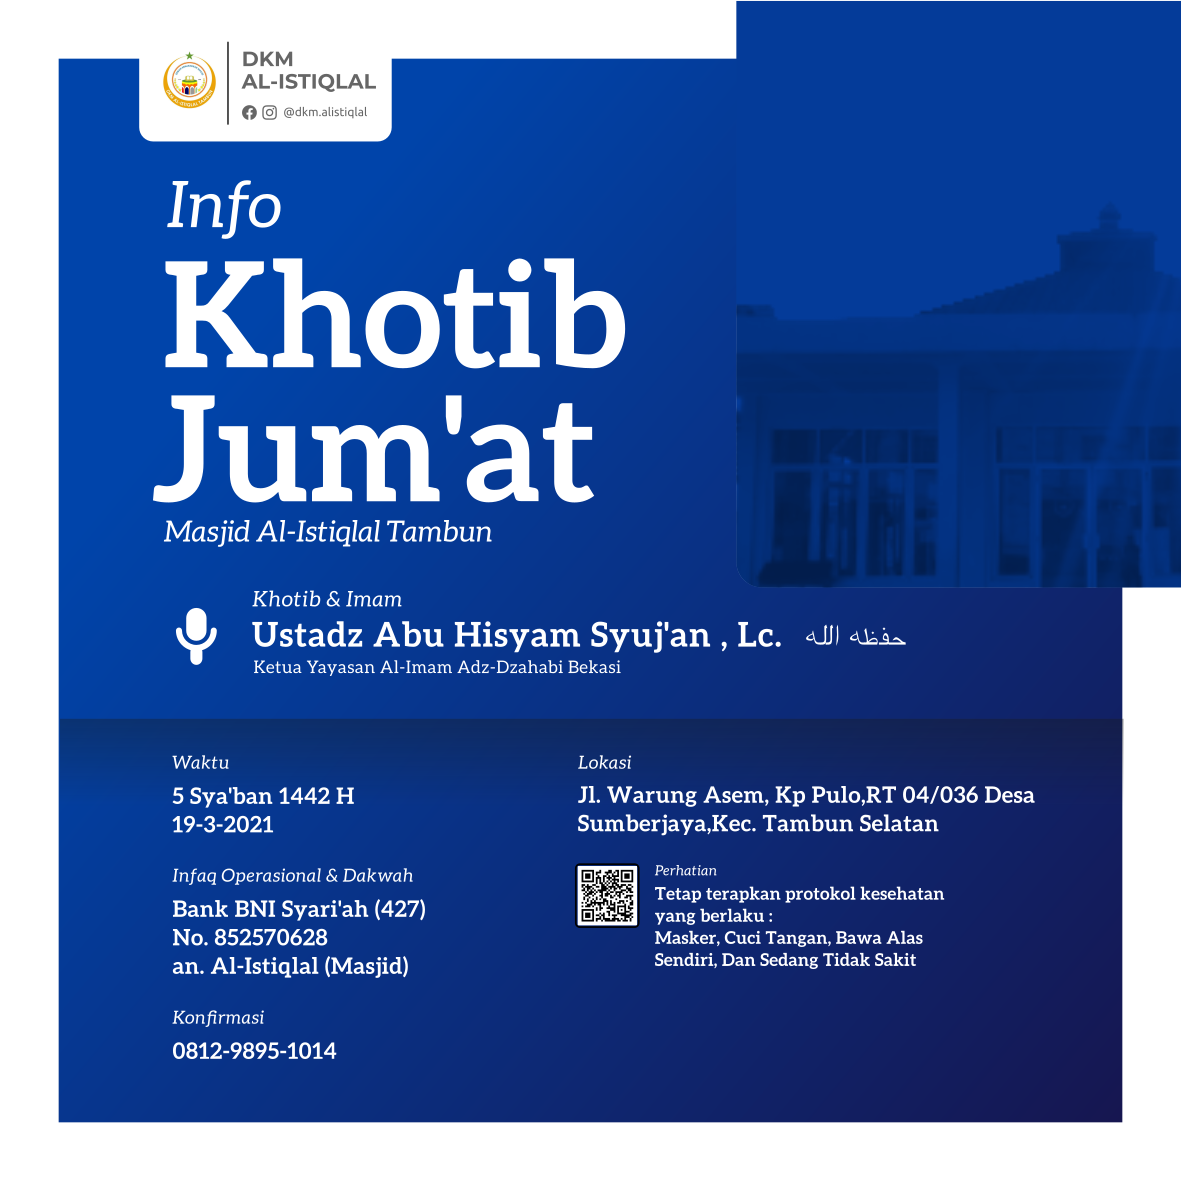 DKM
AL-ISTIQLAL
@dkm.alistiqlal
Info
Khotib
Jum'at
Masjid Al-Istiqlal Tambun
Khotib & Imam
Ustadz Abu Hisyam Syuj'an , Lc. حفظه الله
Ketua Yayasan Al-Imam Adz-Dzahabi Bekasi
Waktu
5 Sya'ban 1442 H
19-3-2021
Infaq Operasional & Dakwah
Bank BNI Syari'ah (427)
No. 852570628
an. Al-Istiqlal (Masjid)
Konfirmasi
0812-9895-1014
Lokasi
Jl. Warung Asem, Kp Pulo,RT 04/036 Desa
Sumberjaya,Kec. Tambun Selatan
Perhatian
Tetap terapkan protokol kesehatan
yang berlaku :
Masker, Cuci Tangan, Bawa Alas
Sendiri, Dan Sedang Tidak Sakit